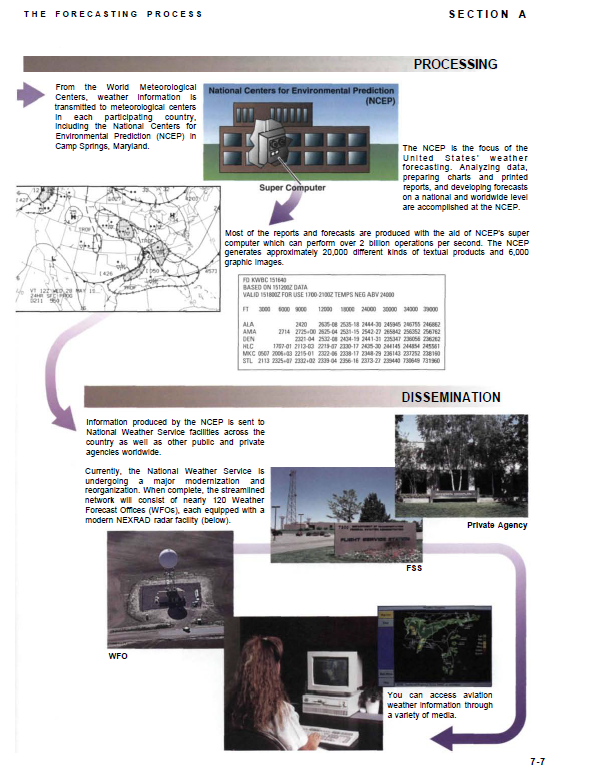 THE FORECASTING PROCESS
SECTION A
PROCESSING
From the World Meteorological
Centers, weather information is
transmitted to meteorological centers
in each participating country,
including the National Centers for
Environmental Prediction (NCEP) in
Camp Springs, Maryland.
National Centers for Environmental Prediction
(NCEP)
Super Computer
The NCEP is the focus of the
United States' weather
forecasting. Analyzing data,
preparing charts and printed
reports, and developing forecasts
on a national and worldwide level
are accomplished at the NCEP.
Most of the reports and forecasts are produced with the aid of NCEP's super
computer which can perform over 2 billion operations per second. The NCEP
generates approximately 20,000 different kinds of textual products and 6,000
graphic images.
FD KWBC 151640
BASED ON 151200Z DATA
VALID 151800Z FOR USE 1700-2100Z TEMPS NEG ABV 24000
FT 3000 6000 9000 12000 18000 24000 30000 34000 39000
ALA 2420 2635-08 2535-18 2444-30 245945 246755 246862
AMA 2714 2725+00 2625-04 2531-15 2542-27 265842 256352 256762
DEN 2321-04 2532-08 2434-19 2441-31 235347 236056 236262
HLC 1707-01 2113-03 2219-07 2330-17 2435-30 244145 244854 245561
MKC 0507 2006+03 2215-01 2322-06 2338-17 2348-29 236143 237252 238160
STL 2113 2325+07 2332+02 2339-04 2356-16 2373-27 239440 730649 731960
DISSEMINATION
Information produced by the NCEP is sent to
National Weather Service facilities across the
country as well as other public and private
agencies worldwide.
Currently, the National Weather Service is
undergoing a major modernization and
reorganization. When complete, the streamlined
network will consist of nearly 120 Weather
Forecast Offices (WFOs), each equipped with a
modern NEXRAD radar facility (below).
Private Agency
FLIGHT SERVICE STATION
FSS
WFO
You can access aviation
weather information through
a variety of media.
7-7